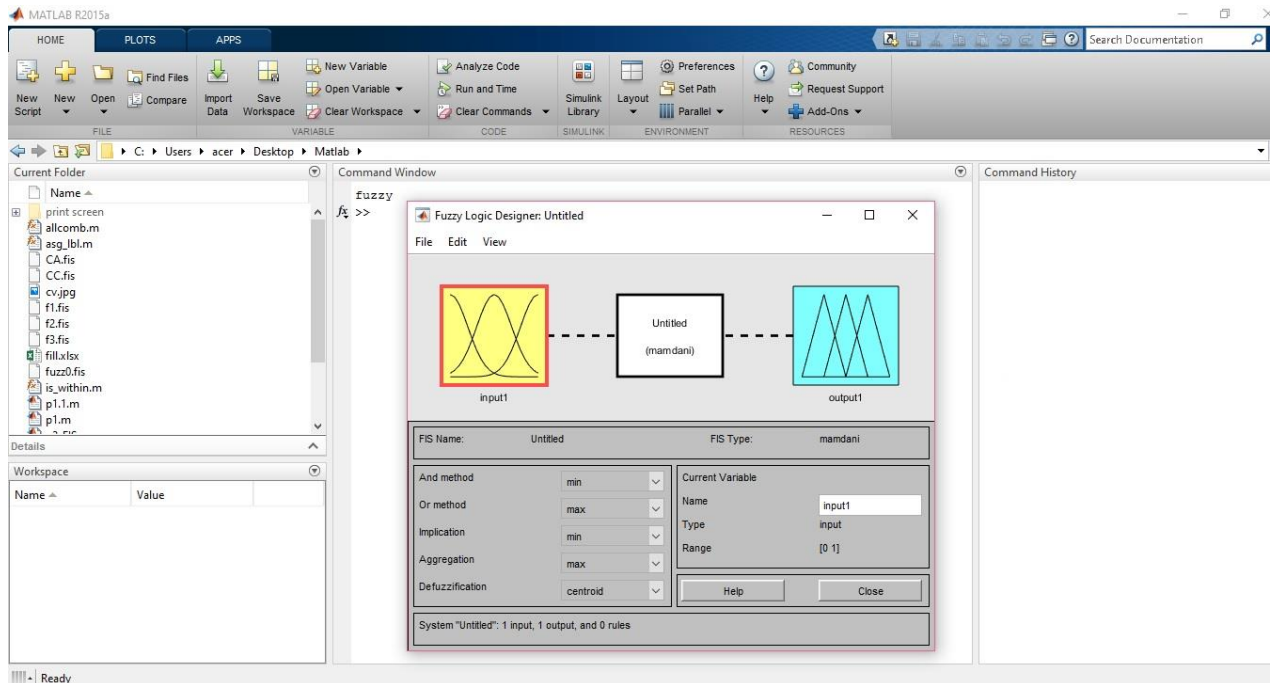 MATLAB R2015a
HOME PLOTS APPS
Search Documentation
New Script
New
Open
Find Files
Compare
FILE
Import Data
Save Workspace
New Variable
Open Variable
Clear Workspace
VARIABLE
Analyze Code
Run and Time
Clear Commands
CODE
Simulink Library
SIMULINK
Layout
Preferences
Set Path
Parallel
ENVIRONMENT
Help
Community
Request Support
Add-Ons
RESOURCES
C: Users acer Desktop Matlab
Current Folder
Name
print screen
allcomb.m
asg_lbl.m
CA.fis
CC.fis
cv.jpg
f1.fis
f2.fis
f3.fis
fill.xlsx
fuzz0.fis
is_within.m
p1.1.m
p1.m
Details
Workspace
Name Value
Command Window
fuzzy
fx >>
Command History
Fuzzy Logic Designer: Untitled
File Edit View
Untitled
(mamdani)
input1
output1
FIS Name: Untitled FIS Type: mamdani
And method min
Or method max
Implication min
Aggregation max
Defuzzification centroid
Current Variable
Name input1
Type input
Range [0 1]
Help Close
System "Untitled": 1 input, 1 output, and 0 rules
Ready